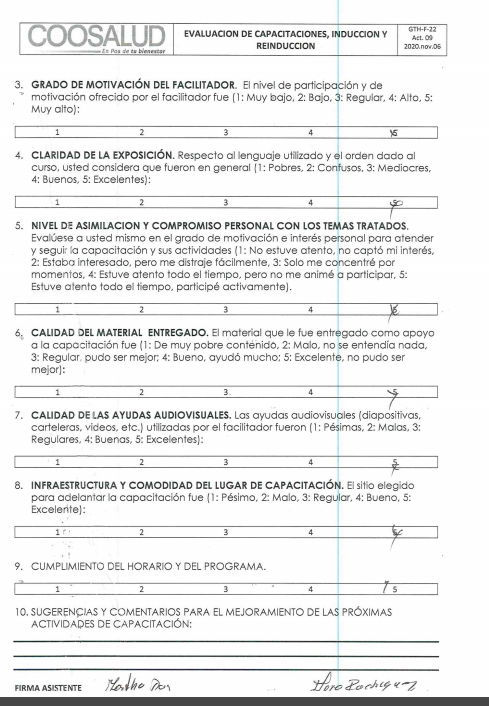 COOSALUD
En Pos de tu bienestar
EVALUACION DE CAPACITACIONES, INDUCCION Y
REINDUCCION
GTH-F-22
Act. 09
2020.nov.06
3. GRADO DE MOTIVACIÓN DEL FACILITADOR. El nivel de participación y de
motivación ofrecido por el facilitador fue (1: Muy bajo, 2: Bajo, 3: Regular, 4: Alto, 5:
Muy alto):
1 2 3 4 5
4. CLARIDAD DE LA EXPOSICIÓN. Respecto al lenguaje utilizado y el orden dado al
curso, usted considera que fueron en general (1: Pobres, 2: Confusos, 3: Mediocres,
4: Buenos, 5: Excelentes):
1 2 3 4 5
5. NIVEL DE ASIMILACION Y COMPROMISO PERSONAL CON LOS TEMAS TRATADOS.
Evalúese a usted mismo en el grado de motivación e interés personal para atender
y seguir la capacitación y sus actividades (1: No estuve atento, no captó mi interés,
2: Estaba interesado, pero me distraje fácilmente, 3: Solo me concentré por
momentos, 4: Estuve atento todo el tiempo, pero no me animé a participar, 5:
Estuve atento todo el tiempo, participé activamente).
1 2 3 4 5
6. CALIDAD DEL MATERIAL ENTREGADO. El material que le fue entregado como apoyo
a la capacitación fue (1: De muy pobre contenido, 2: Malo, no se entendía nada,
3: Regular, pudo ser mejor; 4: Bueno, ayudó mucho; 5: Excelente, no pudo ser
mejor):
1 2 3 4 5
7. CALIDAD DE LAS AYUDAS AUDIOVISUALES. Las ayudas audiovisuales (diapositivas,
carteleras, videos, etc.) utilizadas por el facilitador fueron (1: Pésimas, 2: Malas, 3:
Regulares, 4: Buenas, 5: Excelentes):
1 2 3 4 5
8. INFRAESTRUCTURA Y COMODIDAD DEL LUGAR DE CAPACITACIÓN. El sitio elegido
para adelantar la capacitación fue (1: Pésimo, 2: Malo, 3: Regular, 4: Bueno, 5:
Excelente):
1 2 3 4 5
9. CUMPLIMIENTO DEL HORARIO Y DEL PROGRAMA.
1 2 3 4 5
10. SUGERENCIAS Y COMENTARIOS PARA EL MEJORAMIENTO DE LAS PRÓXIMAS
ACTIVIDADES DE CAPACITACIÓN:
FIRMA ASISTENTE